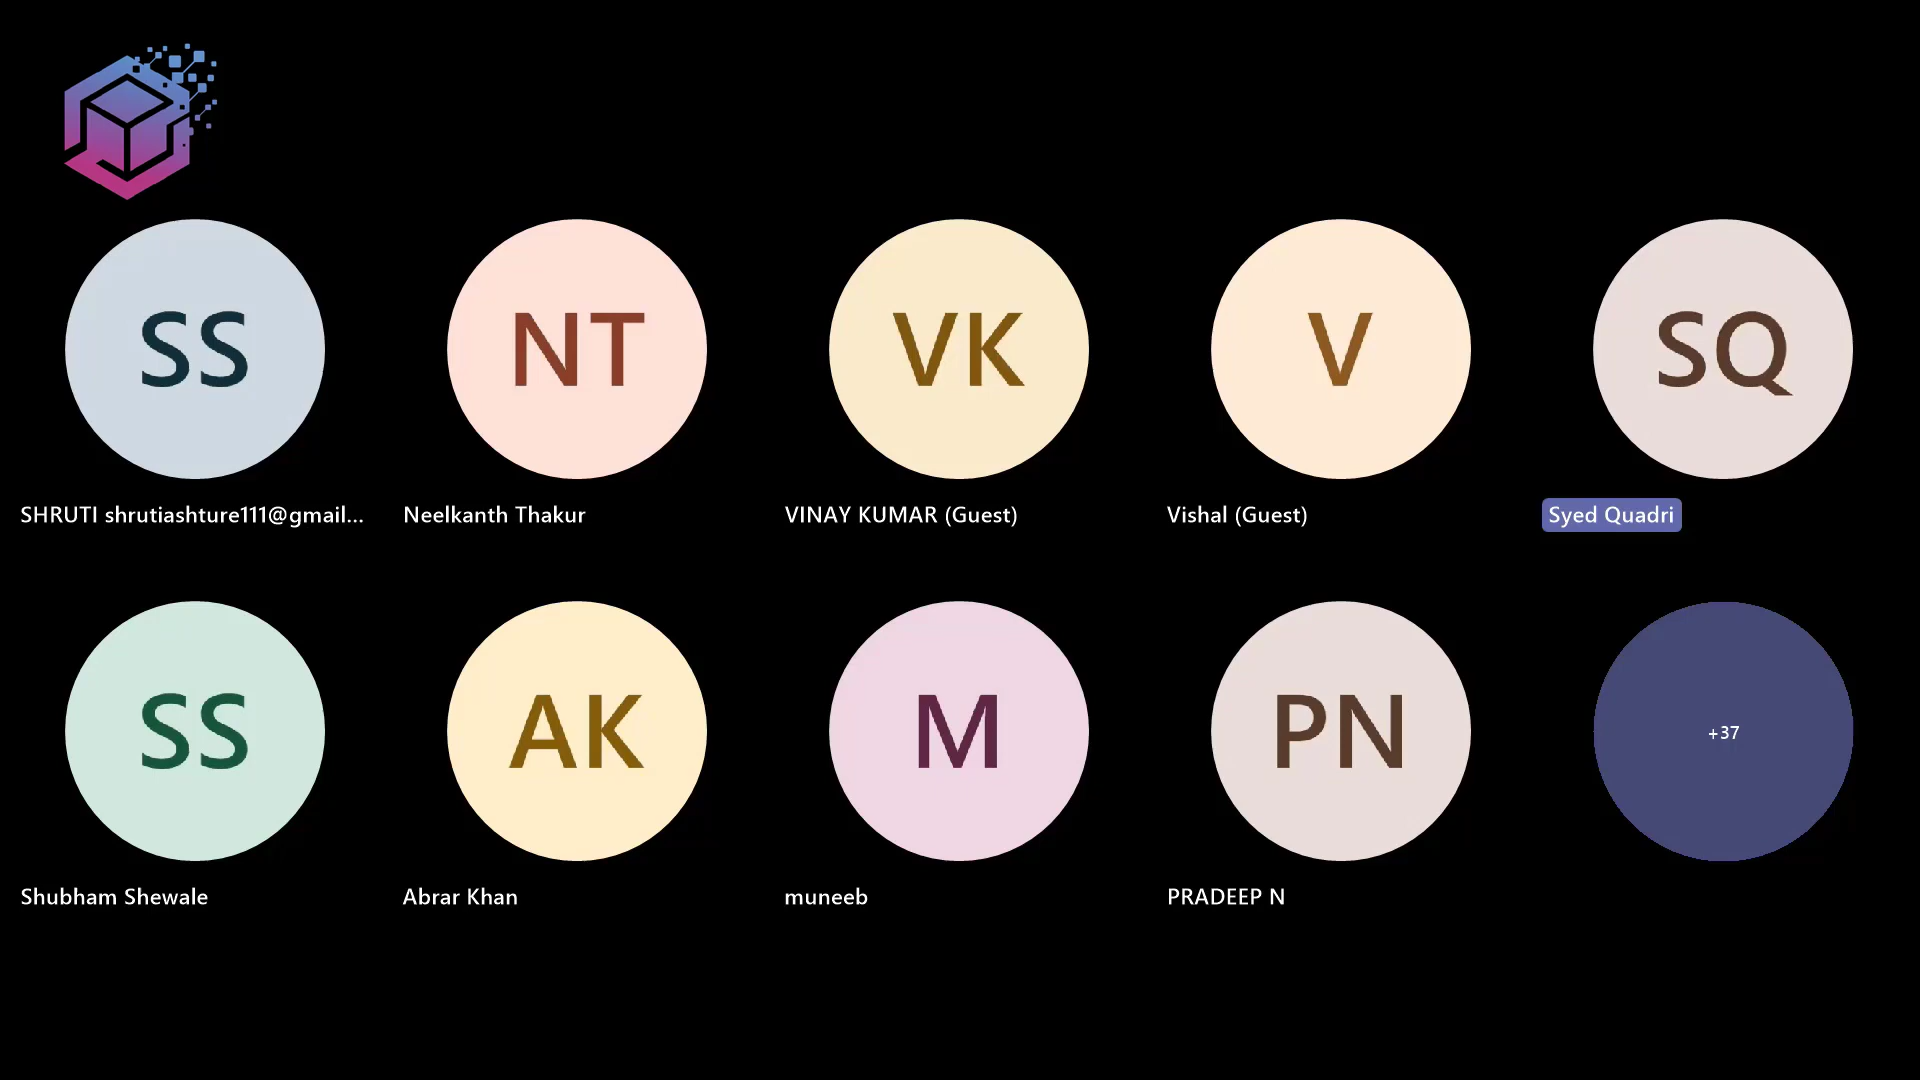 SS NT VK V SQ
SHRUTI shrutiashture111@gmail... Neelkanth Thakur VINAY KUMAR (Guest) Vishal (Guest) Syed Quadri
SS AK M PN +37
Shubham Shewale Abrar Khan muneeb PRADEEP N